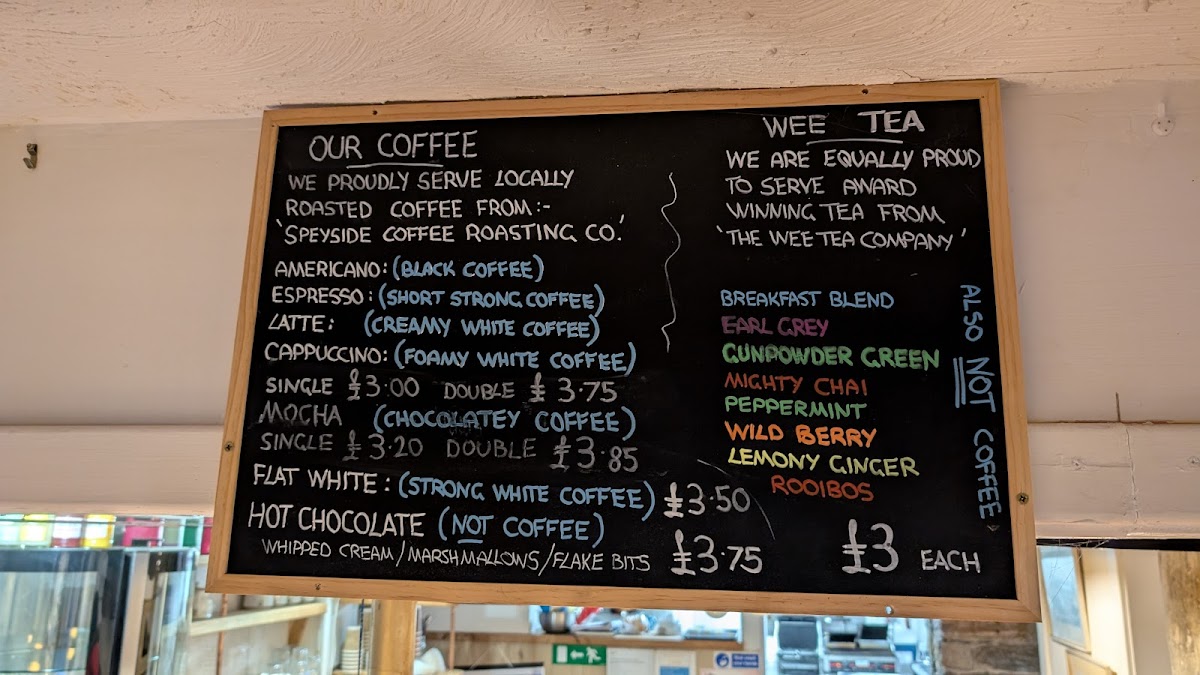 OUR COFFEE
WE PROUDLY SERVE LOCALLY
ROASTED COFFEE FROM:-
'SPEYSIDE COFFEE ROASTING CO.'
AMERICANO: (BLACK COFFEE)
ESPRESSO: (SHORT STRONG COFFEE)
LATTE: (CREAMY WHITE COFFEE)
CAPPUCCINO: (FOAMY WHITE COFFEE)
SINGLE £3.00 DOUBLE £3.75
MOCHA (CHOCOLATEY COFFEE)
SINGLE £3.20 DOUBLE £3.85
FLAT WHITE: (STRONG WHITE COFFEE) £3.50
HOT CHOCOLATE (NOT COFFEE)
WHIPPED CREAM/MARSHMALLOWS/FLAKE BITS £3.75
WEE TEA
WE ARE EQUALLY PROUD
TO SERVE AWARD
WINNING TEA FROM
'THE WEE TEA COMPANY'
BREAKFAST BLEND
EARL GREY
GUNPOWDER GREEN
MIGHTY CHAI
PEPPERMINT
WILD BERRY
LEMONY GINGER
ROOIBOS
£3 EACH
ALSO NOT COFFEE